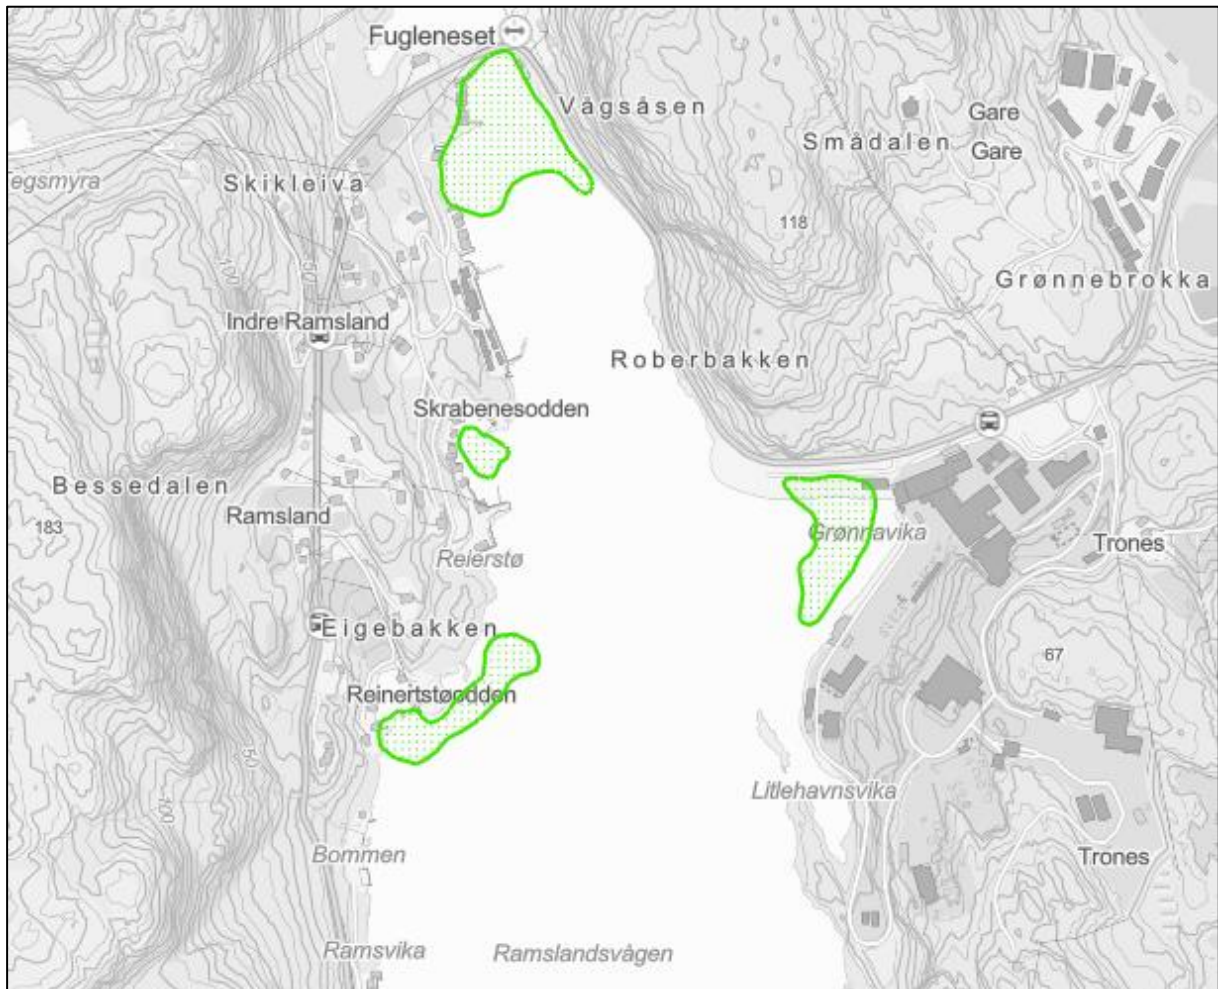 Fugleneset
Vågsåsen
Gare
Smådalen
Gare
egsmyra
Skikleiva
118
100
50
Grønnebrokka
Indre Ramsland
Roberbakken
Skrabenesodden
Bessedalen
Ramsland
183
Grønnavika
Trones
Reierstø
Eigebakken
67
Reinertstøodden
50
100
Litlehavnsvika
Bommen
Trones
Ramsvika
Ramslandsvågen